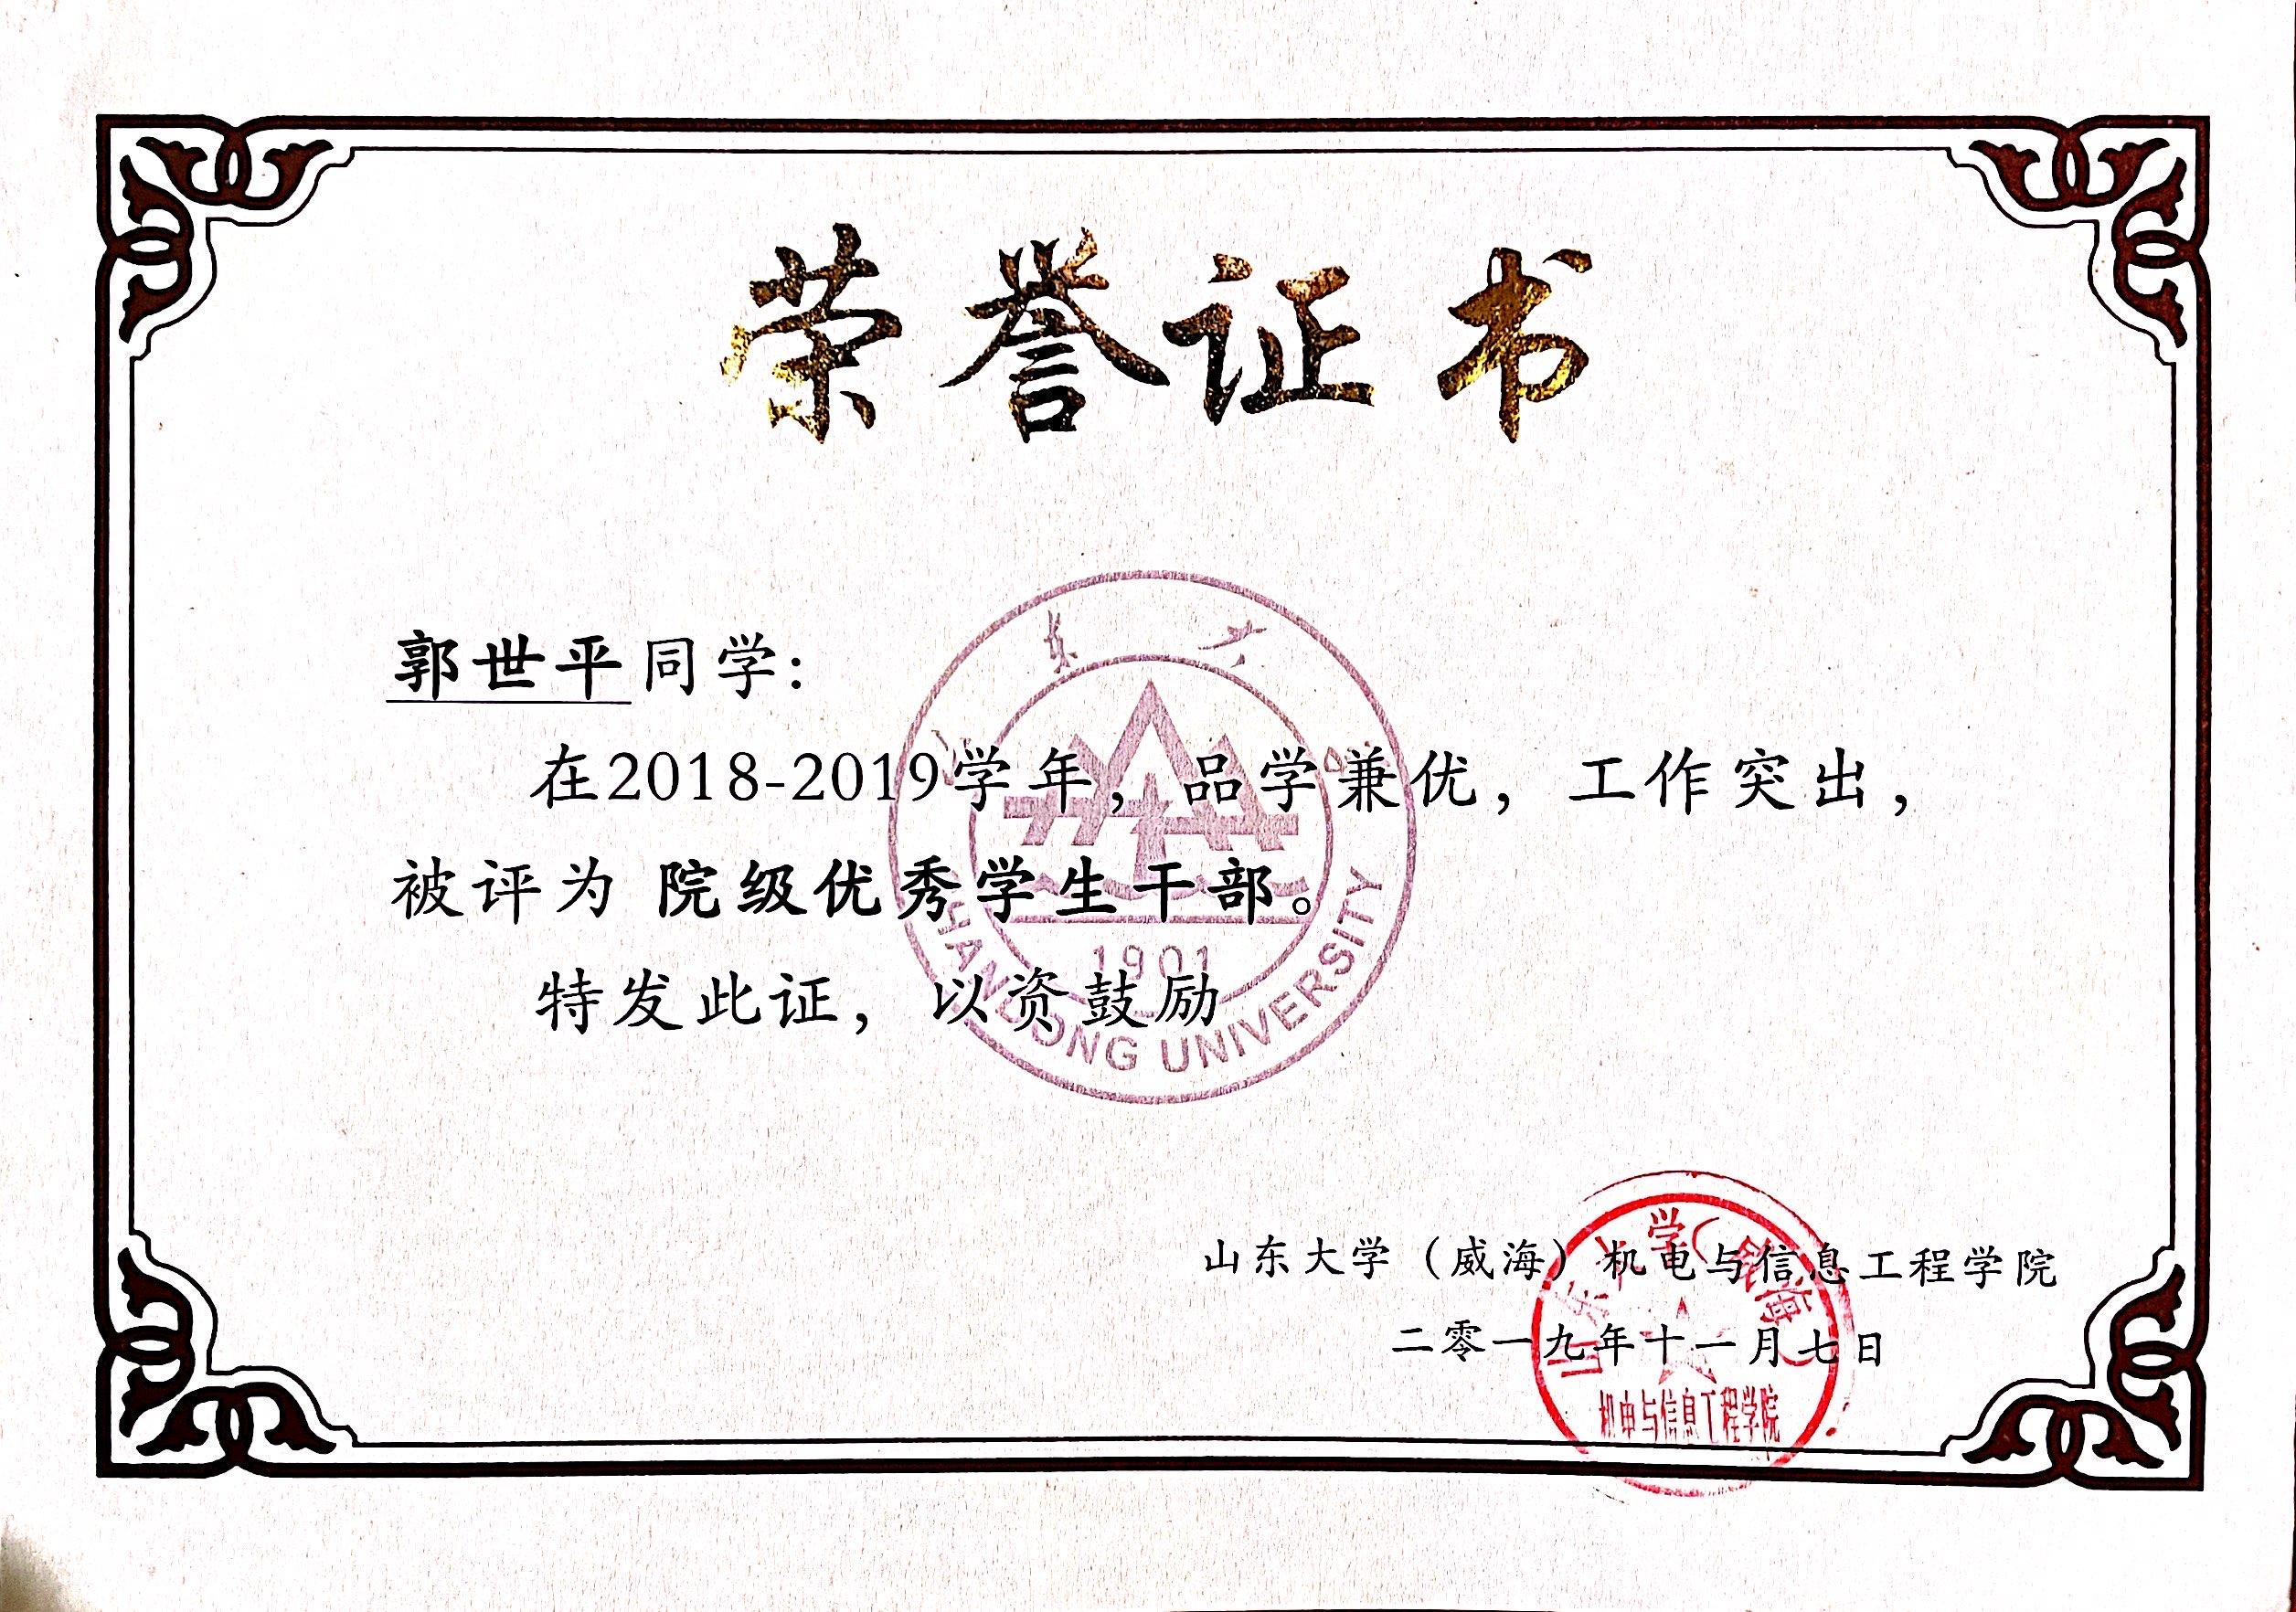 荣誉证书
郭世平同学:
在2018-2019学年，品学兼优，工作突出，
被评为 院级优秀学生干部。
特发此证，以资鼓励
1901
SHANDONG UNIVERSITY
山东大学（威海）机电与信息工程学院
二零一九年十一月七日
山东大学（威海）
机电与信息工程学院